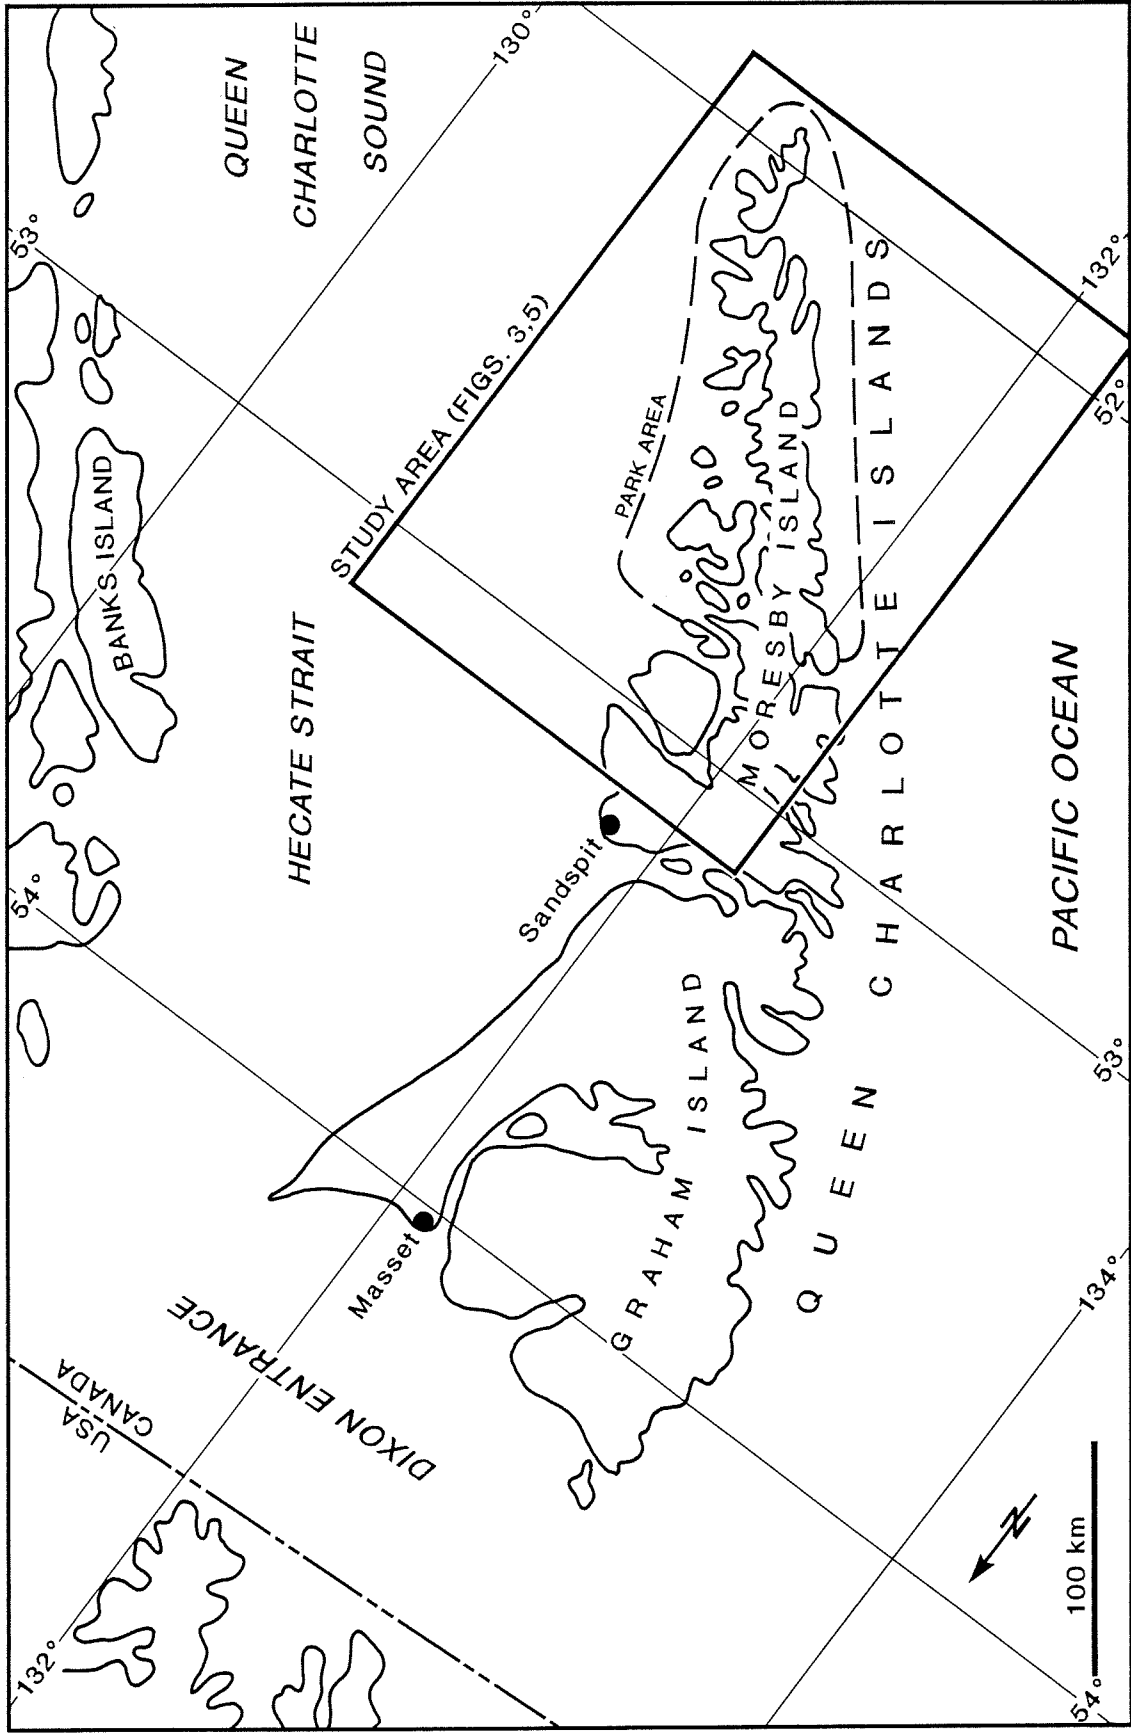 QUEEN
CHARLOTTE
SOUND
130°
53°
STUDY AREA (FIGS. 3,5)
PARK AREA
132°
52°
BANKS ISLAND
HECATE STRAIT
MORESBY ISLAND
QUEEN CHARLOTTE ISLANDS
PACIFIC OCEAN
54°
Sandspit
53°
GRAHAM ISLAND
Masset
DIXON ENTRANCE
CANADA
USA
134°
132°
N
100 km
54°